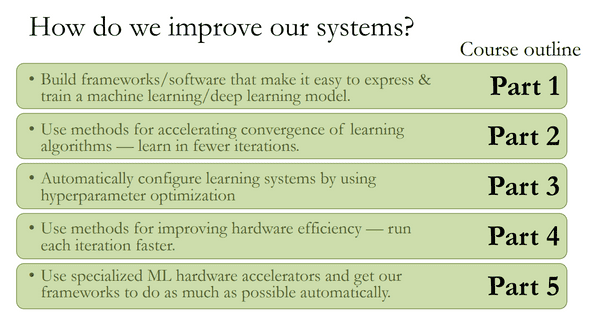 How do we improve our systems?
Course outline
• Build frameworks/software that make it easy to express &
train a machine learning/deep learning model.
Part 1
• Use methods for accelerating convergence of learning
algorithms — learn in fewer iterations.
Part 2
• Automatically configure learning systems by using
hyperparameter optimization
Part 3
• Use methods for improving hardware efficiency — run
each iteration faster.
Part 4
• Use specialized ML hardware accelerators and get our
frameworks to do as much as possible automatically.
Part 5